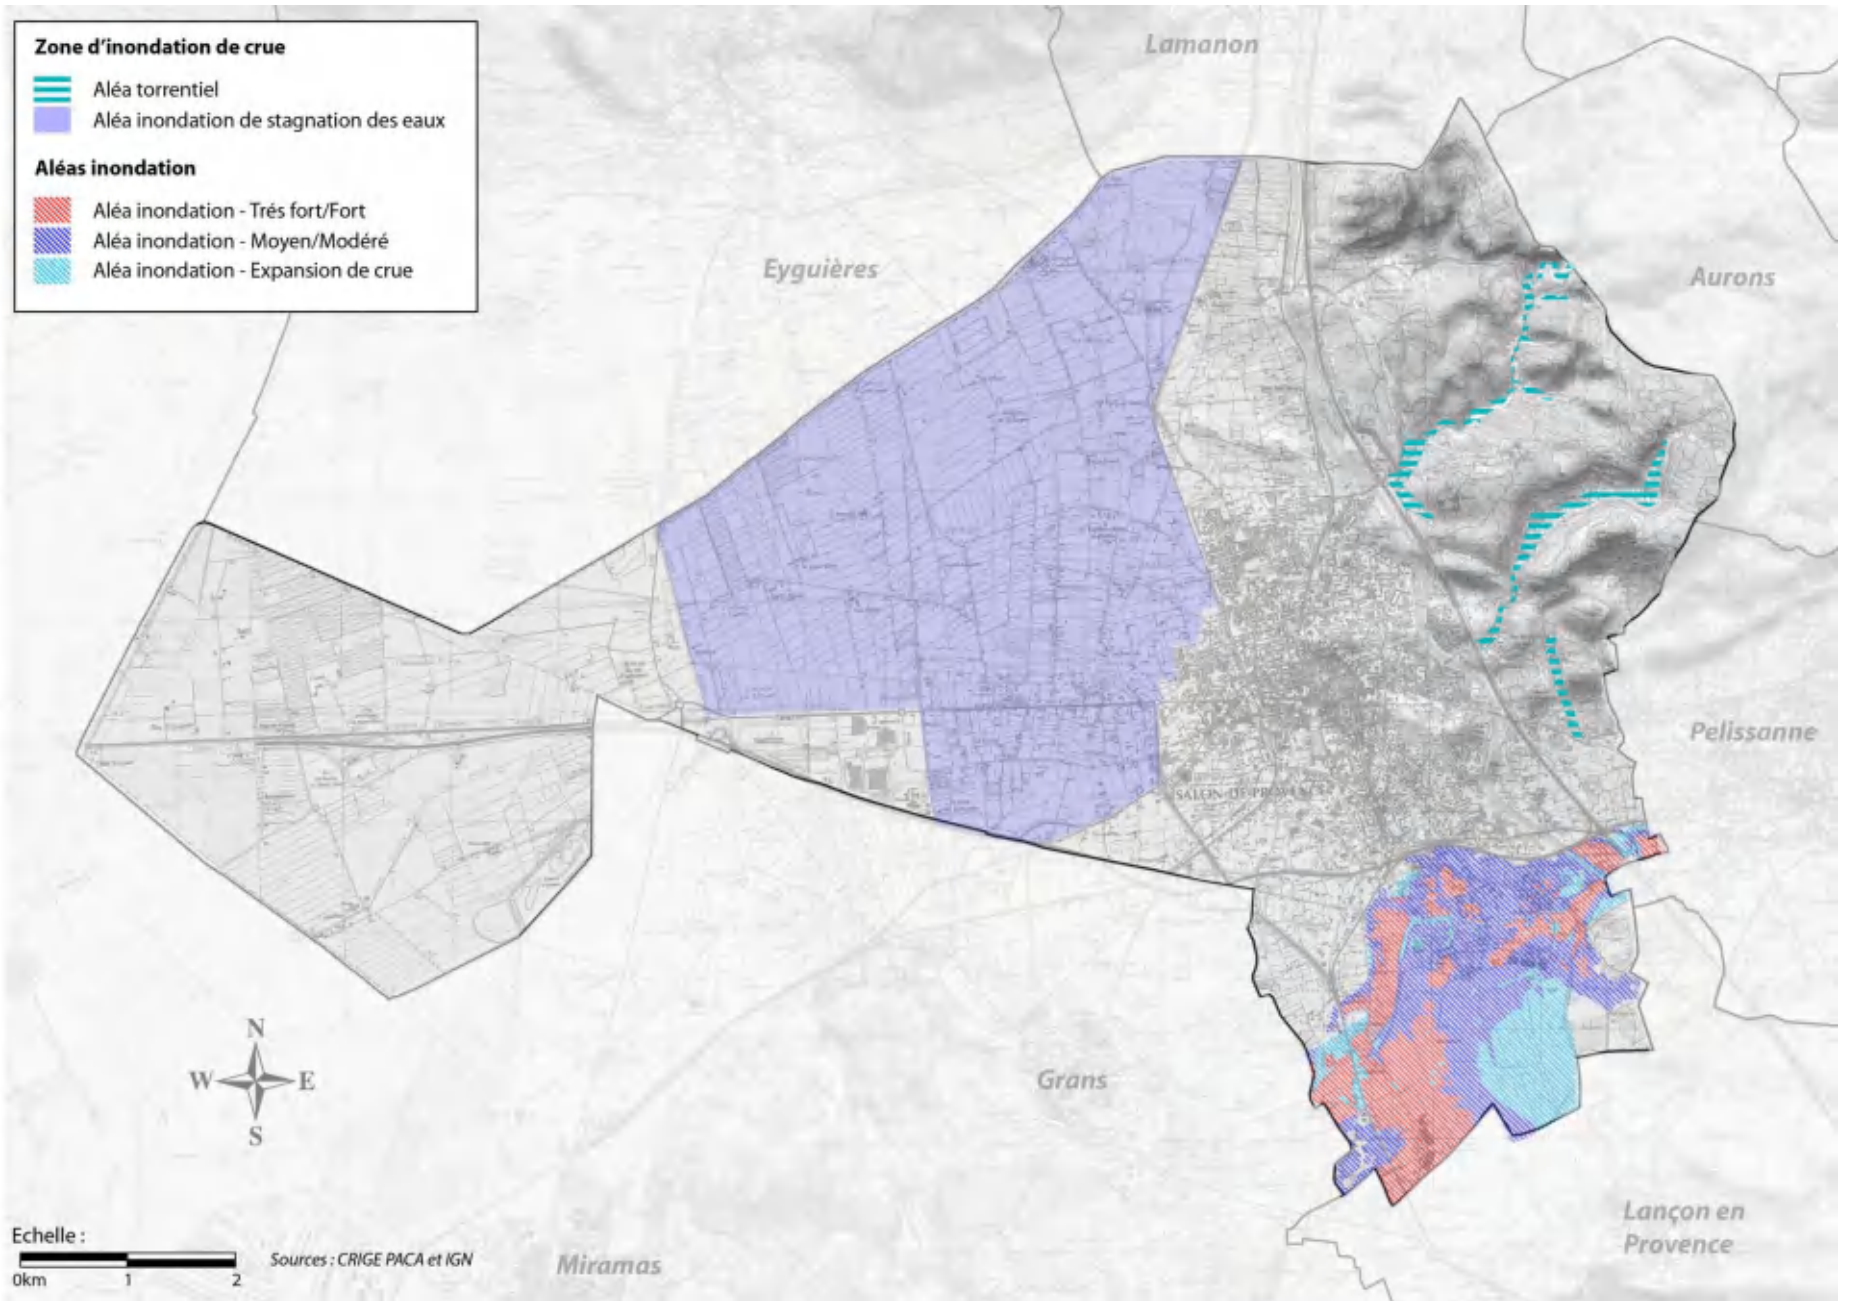 Zone d'inondation de crue
Aléa torrentiel
Aléa inondation de stagnation des eaux
Aléas inondation
Aléa inondation - Trés fort/Fort
Aléa inondation - Moyen/Modéré
Aléa inondation - Expansion de crue
Lamanon
Eyguières
Aurons
Pelissanne
SALON-DE-PROVENCE
Grans
N
W E
S
Lançon en
Provence
Miramas
Echelle :
0km 1 2
Sources : CRIGE PACA et IGN